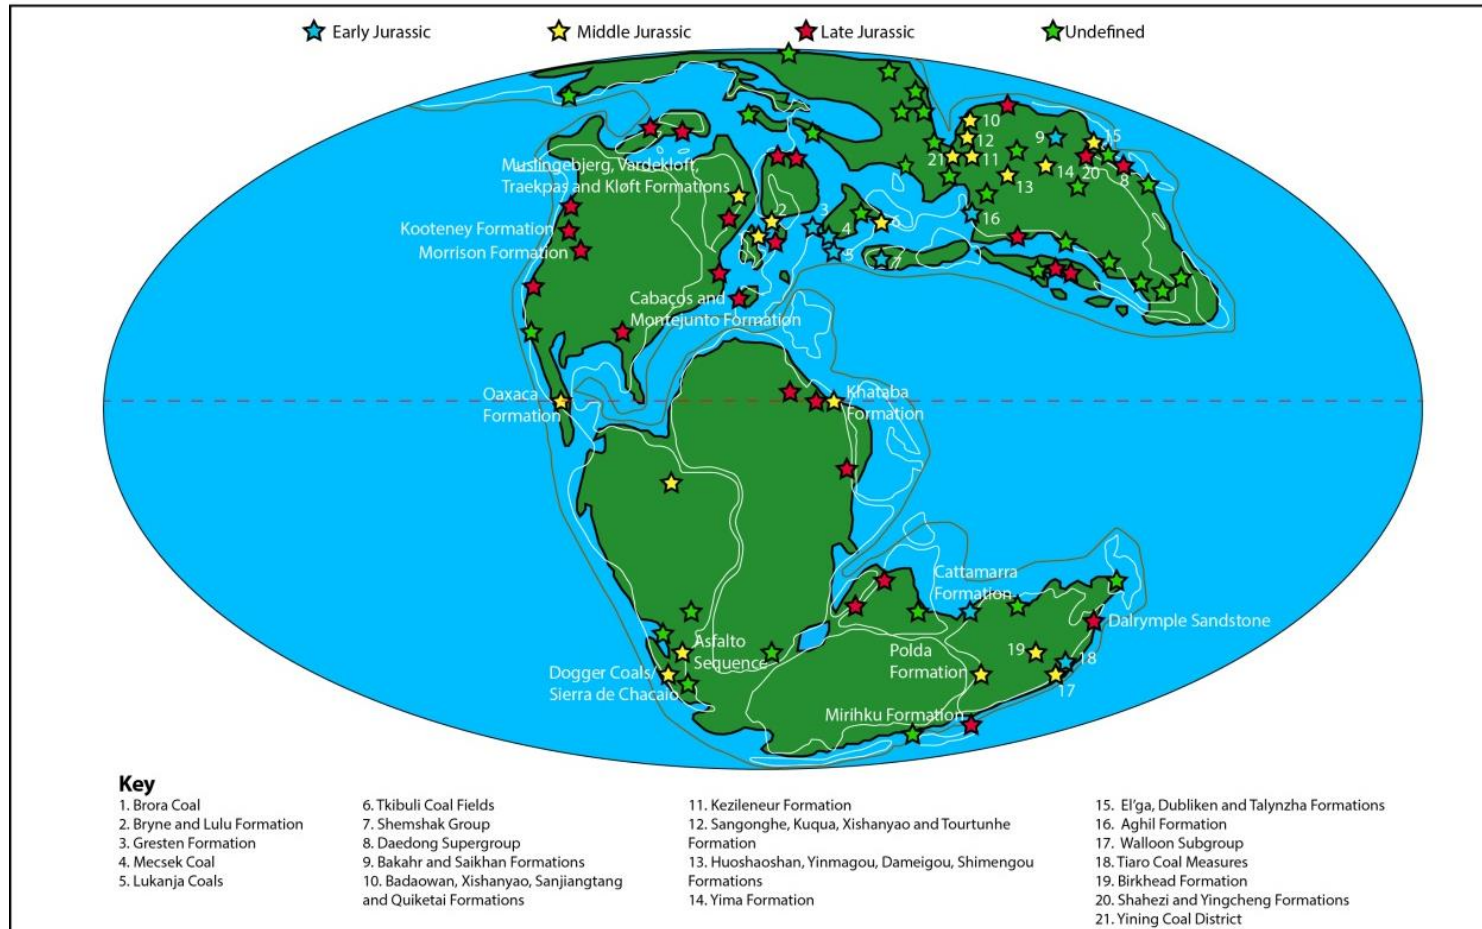 Early Jurassic
Middle Jurassic
Late Jurassic
Undefined
10
9
15
12
21
11
20
14
8
13
16
Muslingebjerg, Vardekloft,
Traekpas and Kløft Formations
2
3
6
1
4
5
7
Kooteney Formation
Morrison Formation
Cabaços and
Montejunto Formation
Oaxaca
Formation
Khataba
Formation
Cattamarra
Formation
Dalrymple Sandstone
Asfalto
Sequence
Polda
Formation
19
18
17
Dogger Coals/
Sierra de Chacaio
Mirihku Formation
Key
1. Brora Coal
2. Bryne and Lulu Formation
3. Gresten Formation
4. Mecsek Coal
5. Lukanja Coals
6. Tkibuli Coal Fields
7. Shemshak Group
8. Daedong Supergroup
9. Bakahr and Saikhan Formations
10. Badaowan, Xishanyao, Sanjiangtang
and Quiketai Formations
11. Kezileneur Formation
12. Sangonghe, Kuqua, Xishanyao and Tourtunhe
Formation
13. Huoshaoshan, Yinmagou, Dameigou, Shimengou
Formations
14. Yima Formation
15. El'ga, Dubliken and Talynzha Formations
16. Aghil Formation
17. Walloon Subgroup
18. Tiaro Coal Measures
19. Birkhead Formation
20. Shahezi and Yingcheng Formations
21. Yining Coal District